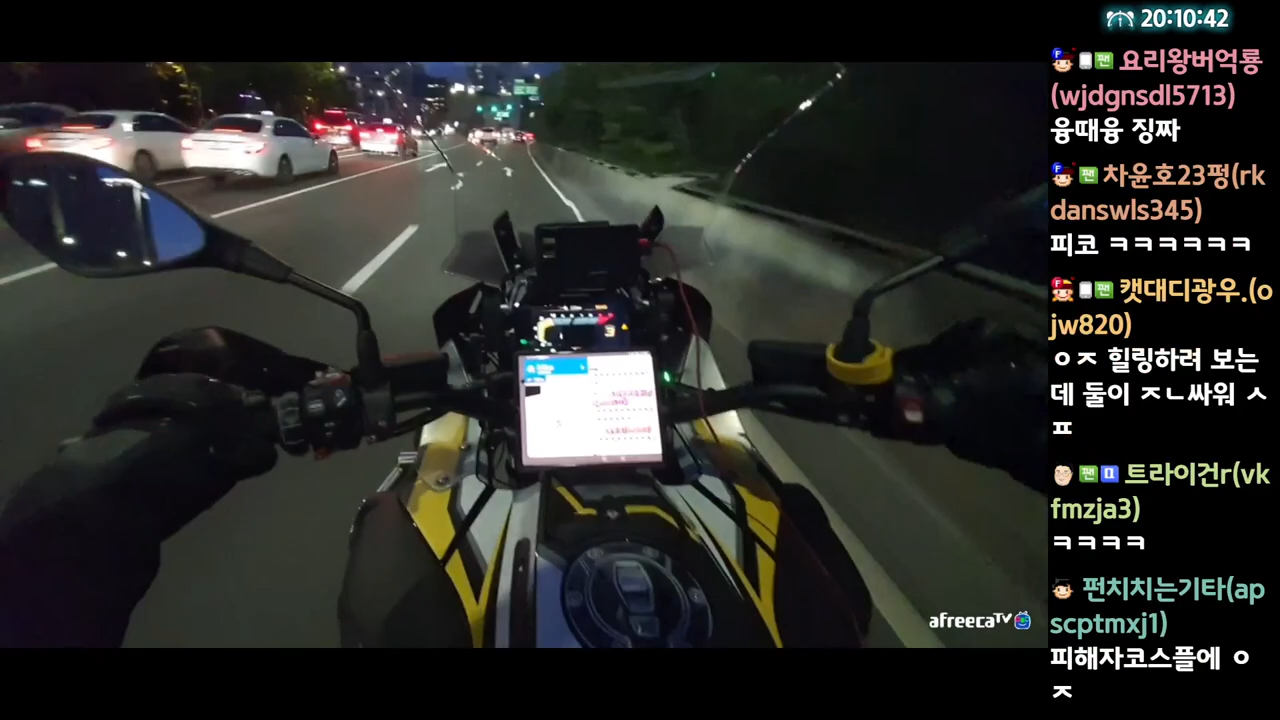 20:10:42
요리왕버억룡
(wjdgnsdl5713)
융때융 징짜
차윤호23평(rk
danswls345)
피코 ㅋㅋㅋㅋㅋㅋ
캣대디광우.(o
jw820)
ㅇㅈ 힐링하려 보는
데 둘이 ㅈㄴ싸워 ㅅ
ㅍ
트라이건r(vk
fmzja3)
ㅋㅋㅋㅋ
펀치치는기타(ap
scptmxj1)
피해자코스플에 ㅇ
ㅈ
afreecaTV